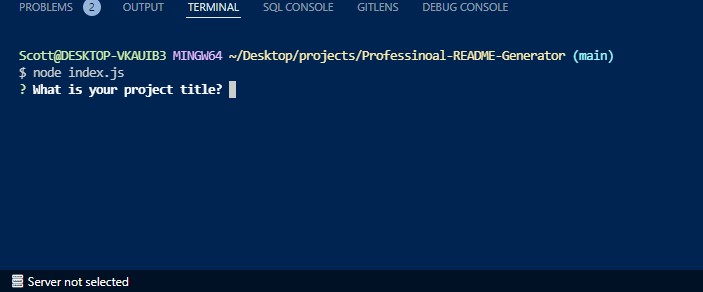 PROBLEMS 2 OUTPUT TERMINAL SQL CONSOLE GITLENS DEBUG CONSOLE
Scott@DESKTOP-VKAUIB3 MINGW64 ~/Desktop/projects/Professinoal-README-Generator (main)
$ node index.js
? What is your project title?
Server not selected